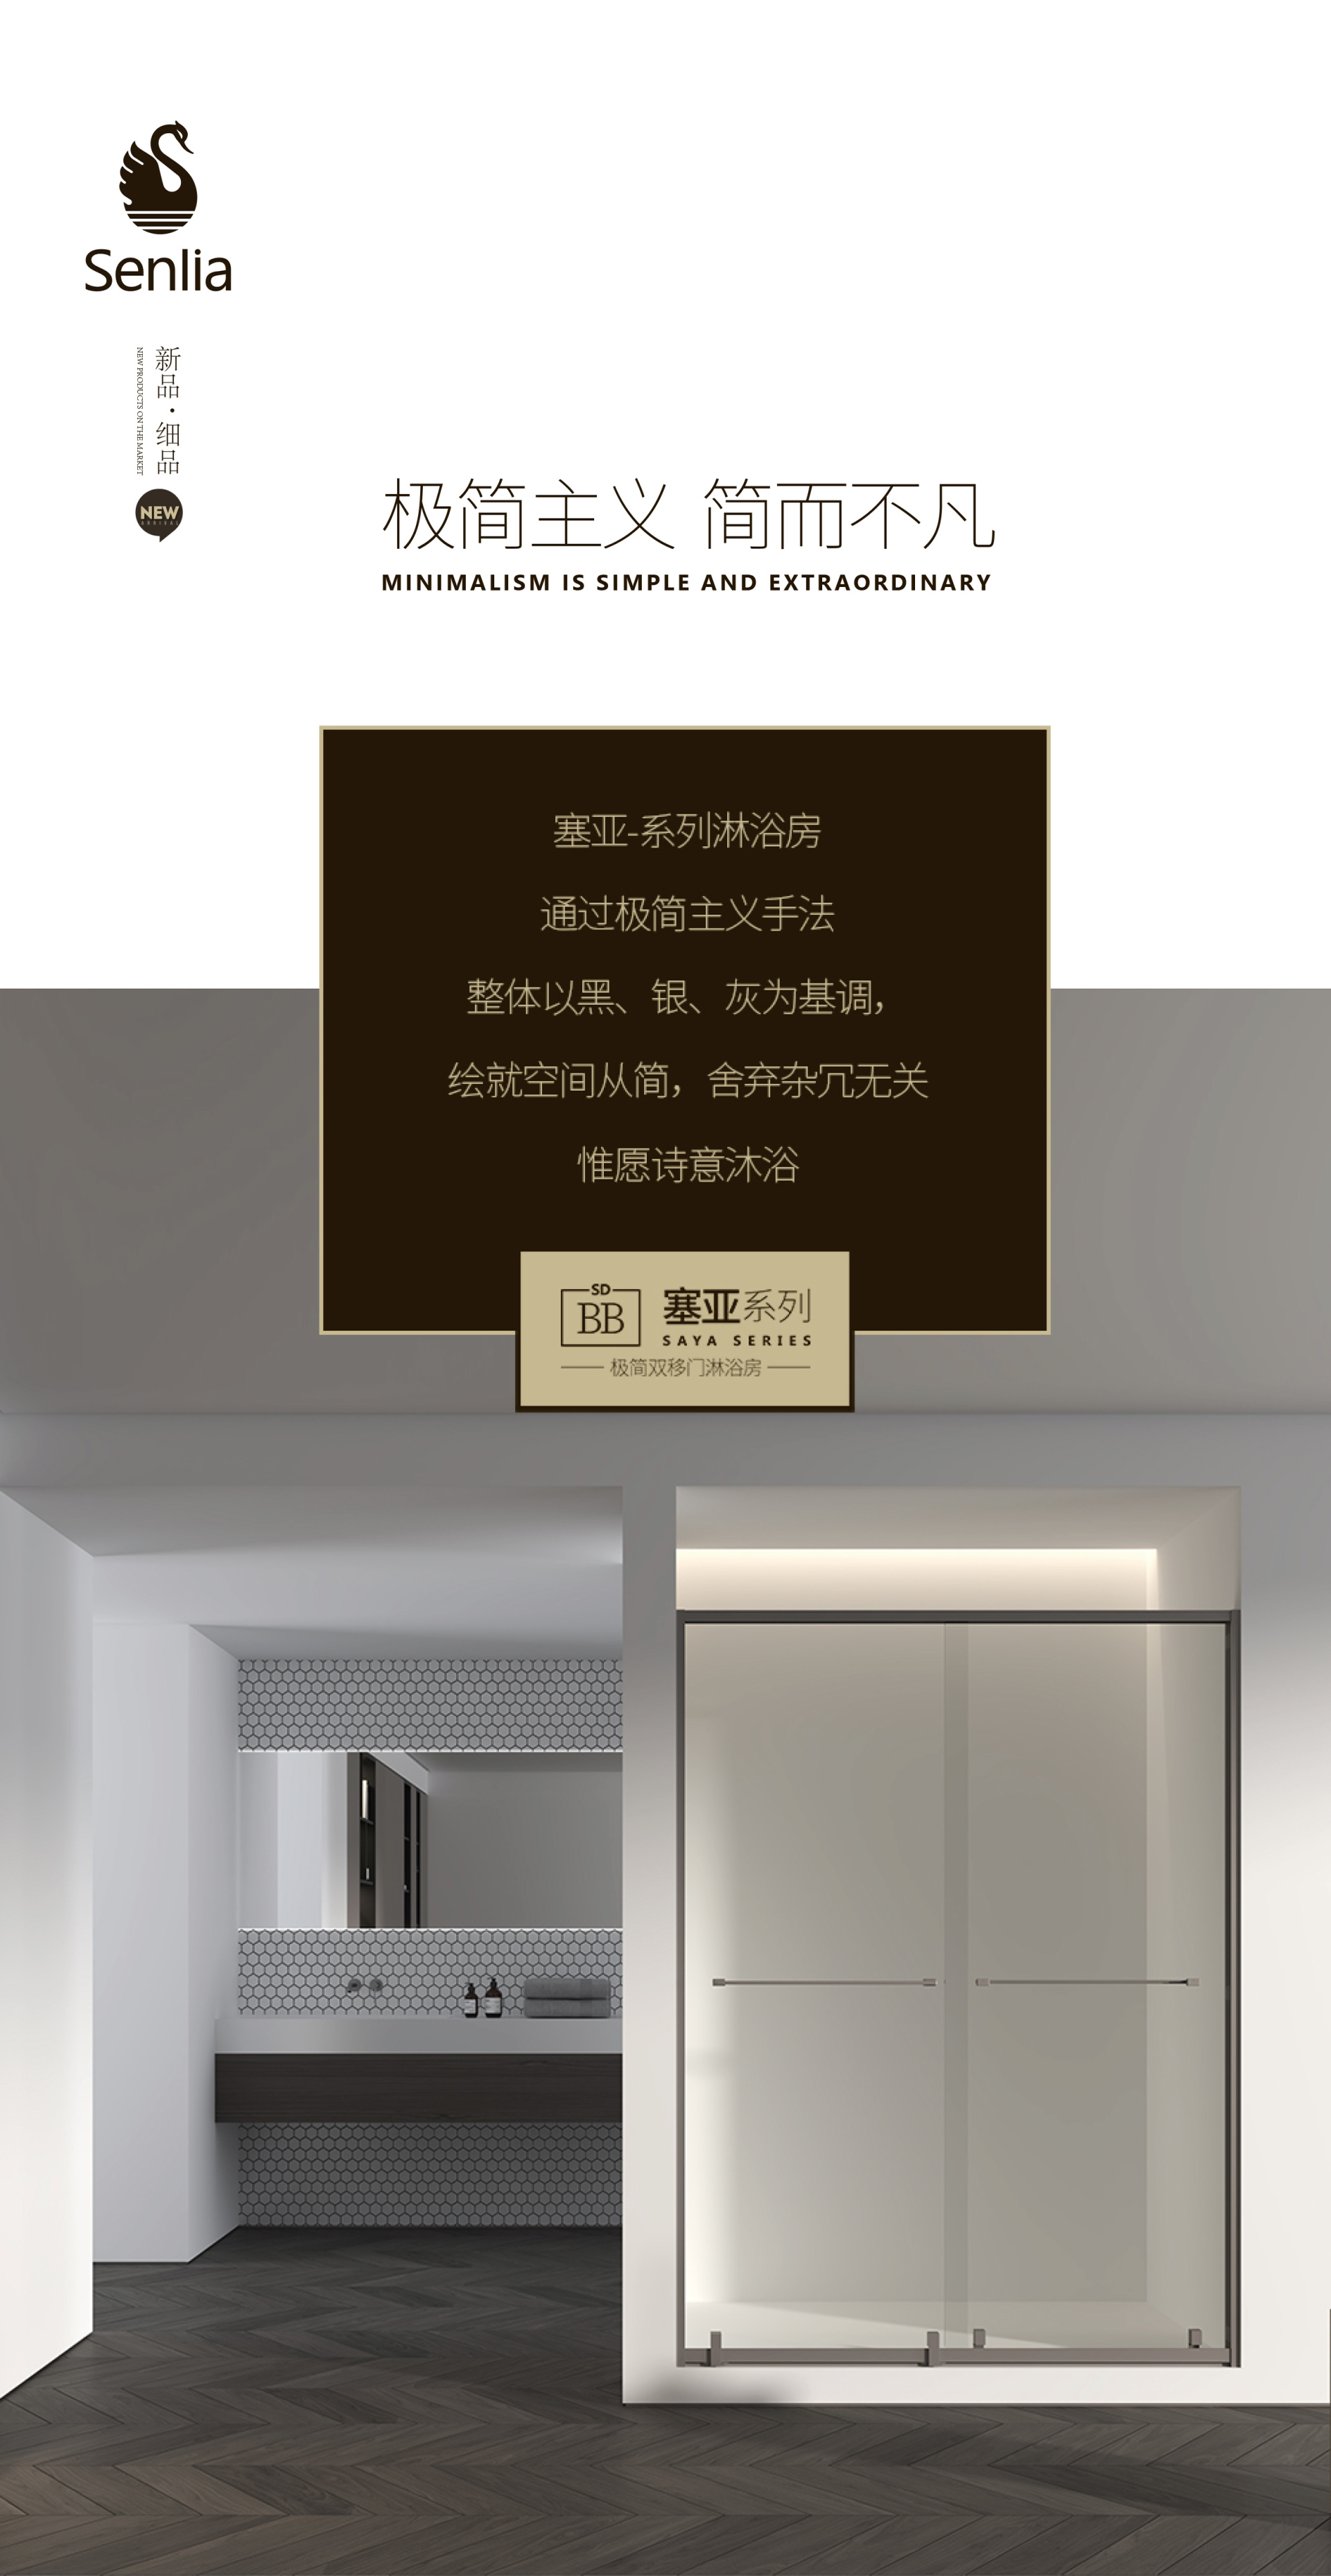 Senlia
新品·细品
NEW PRODUCTS ON THE MARKET
NEW
ARRIVAL
极简主义 简而不凡
MINIMALISM IS SIMPLE AND EXTRAORDINARY
塞亚-系列淋浴房
通过极简主义手法
整体以黑、银、灰为基调，
绘就空间从简，舍弃杂冗无关
惟愿诗意沐浴
SD
BB
塞亚系列
SAYA SERIES
极简双移门淋浴房